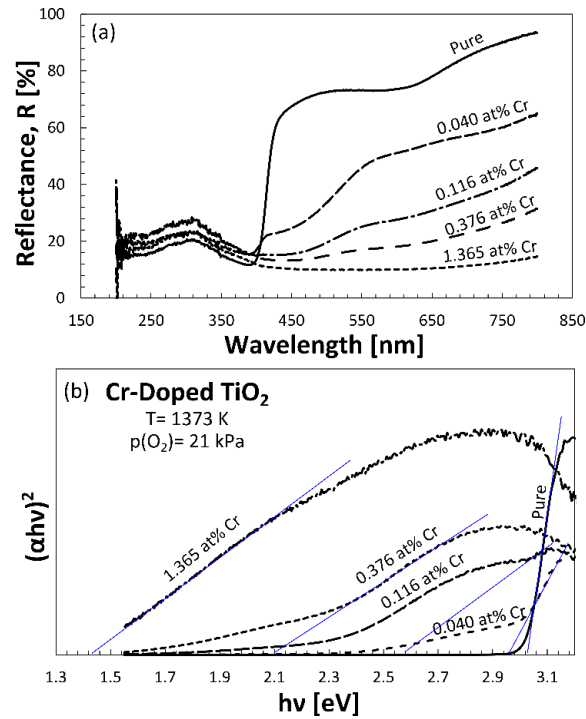 (a)
100
80
60
40
20
0
Reflectance, R [%]
Pure
0.040 at% Cr
0.116 at% Cr
0.376 at% Cr
1.365 at% Cr
150 250 350 450 550 650 750 850
Wavelength [nm]
(b) Cr-Doped TiO₂
T= 1373 K
p(O₂)= 21 kPa
(αhν)²
1.365 at% Cr
0.376 at% Cr
0.116 at% Cr
0.040 at% Cr
Pure
1.3 1.5 1.7 1.9 2.1 2.3 2.5 2.7 2.9 3.1
hν [eV]